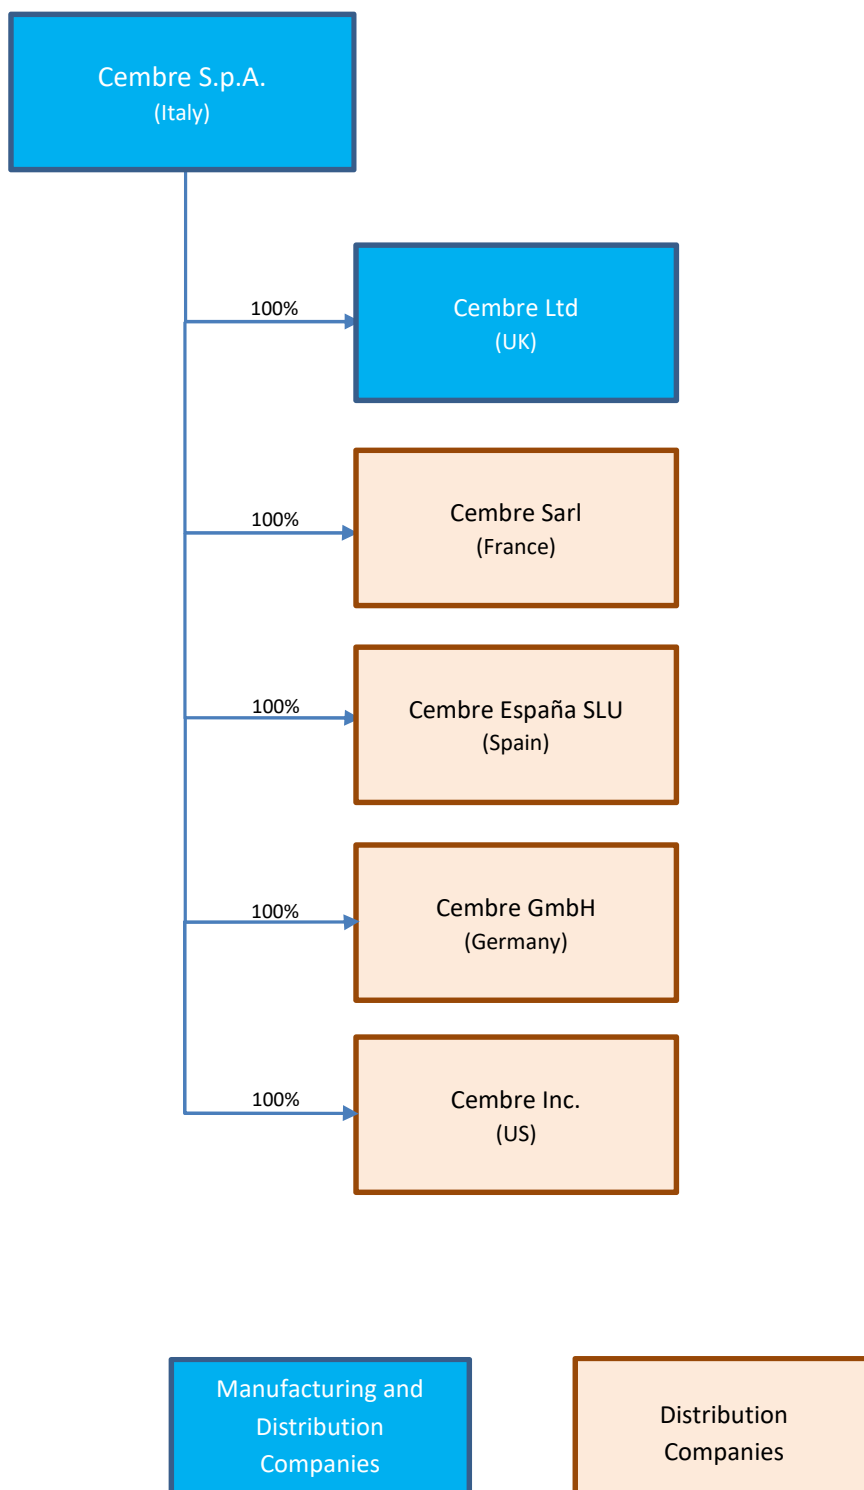 Cembre S.p.A.
(Italy)
100%
Cembre Ltd
(UK)
100%
Cembre Sarl
(France)
100%
Cembre España SLU
(Spain)
100%
Cembre GmbH
(Germany)
100%
Cembre Inc.
(US)
Manufacturing and
Distribution
Companies
Distribution
Companies